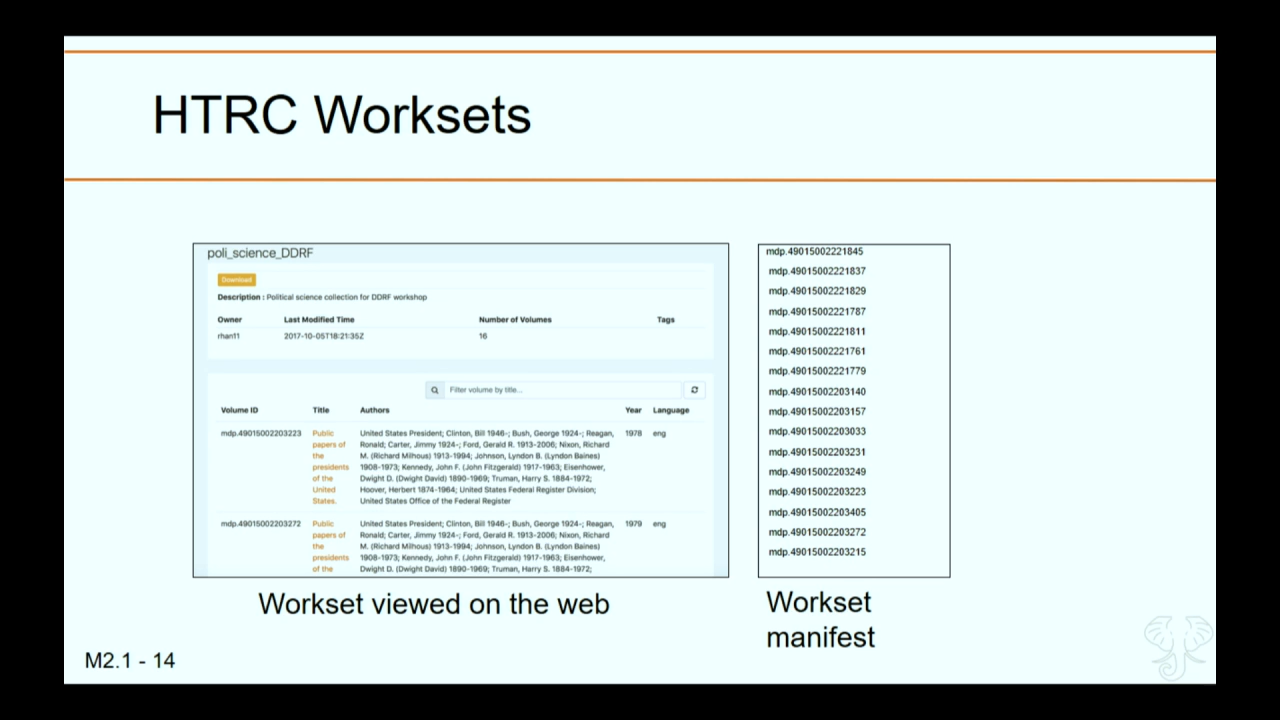 HTRC Worksets
poli_science_DDRF
Download
Description : Political science collection for DDRF workshop
Owner Last Modified Time Number of Volumes Tags
rhan11 2017-10-05T18:21:35Z 16
Filter volume by title...
Volume ID Title Authors Year Language
mdp.49015002203223 Public United States President; Clinton, Bill 1946-; Bush, George 1924-; Reagan, 1978 eng
papers of Ronald; Carter, Jimmy 1924-; Ford, Gerald R. 1913-2006; Nixon, Richard
the M. (Richard Milhous) 1913-1994; Johnson, Lyndon B. (Lyndon Baines)
presidents 1908-1973; Kennedy, John F. (John Fitzgerald) 1917-1963; Eisenhower,
of the Dwight D. (Dwight David) 1890-1969; Truman, Harry S. 1884-1972;
United Hoover, Herbert 1874-1964; United States Federal Register Division;
States. United States Office of the Federal Register
mdp.49015002203272 Public United States President; Clinton, Bill 1946-; Bush, George 1924-; Reagan, 1979 eng
papers of Ronald; Carter, Jimmy 1924-; Ford, Gerald R. 1913-2006; Nixon, Richard
the M. (Richard Milhous) 1913-1994; Johnson, Lyndon B. (Lyndon Baines)
presidents 1908-1973; Kennedy, John F. (John Fitzgerald) 1917-1963; Eisenhower,
of the Dwight D. (Dwight David) 1890-1969; Truman, Harry S. 1884-1972;
Workset viewed on the web
mdp.49015002221845
mdp.49015002221837
mdp.49015002221829
mdp.49015002221787
mdp.49015002221811
mdp.49015002221761
mdp.49015002221779
mdp.49015002203140
mdp.49015002203157
mdp.49015002203033
mdp.49015002203231
mdp.49015002203249
mdp.49015002203223
mdp.49015002203405
mdp.49015002203272
mdp.49015002203215
Workset
manifest
M2.1 - 14